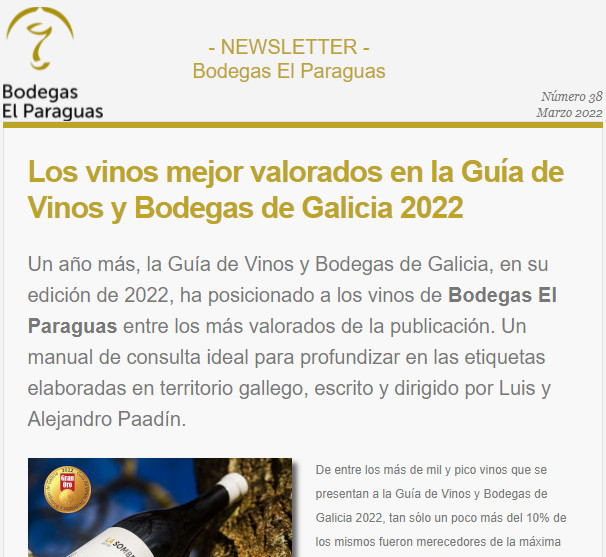 Bodegas
El Paraguas
- NEWSLETTER -
Bodegas El Paraguas
Número 38
Marzo 2022
Los vinos mejor valorados en la Guía de
Vinos y Bodegas de Galicia 2022
Un año más, la Guía de Vinos y Bodegas de Galicia, en su
edición de 2022, ha posicionado a los vinos de Bodegas El
Paraguas entre los más valorados de la publicación. Un
manual de consulta ideal para profundizar en las etiquetas
elaboradas en territorio gallego, escrito y dirigido por Luis y
Alejandro Paadín.
2022
Gran
Oro
LA SOMB
De entre los más de mil y pico vinos que se
presentan a la Guía de Vinos y Bodegas de
Galicia 2022, tan sólo un poco más del 10% de
los mismos fueron merecedores de la máxima